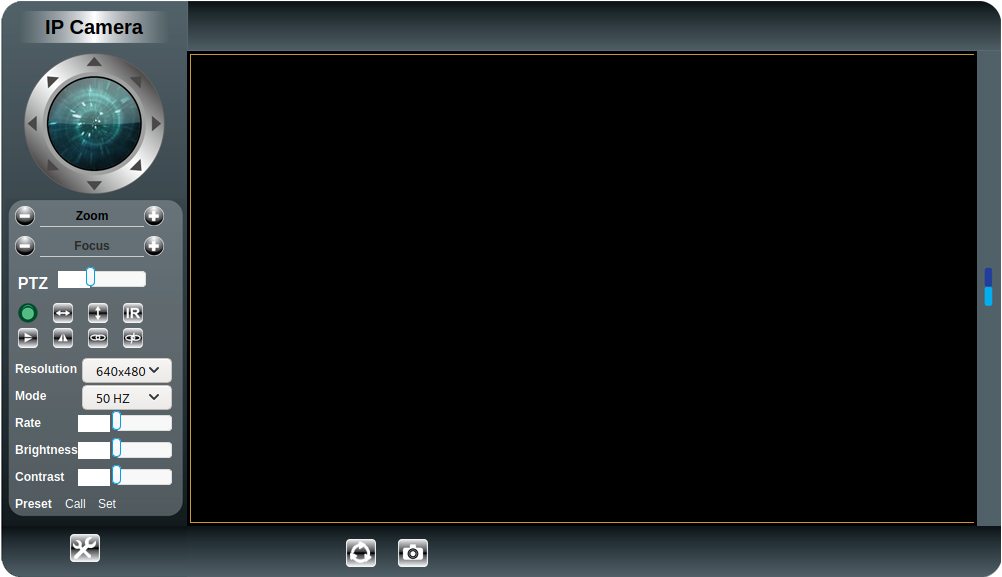 IP Camera
Zoom
Focus
PTZ
IR
Resolution 640x480
Mode 50 HZ
Rate
Brightness
Contrast
Preset Call Set